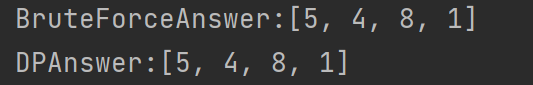 BruteForceAnswer:[5, 4, 8, 1]
DPAnswer:[5, 4, 8, 1]